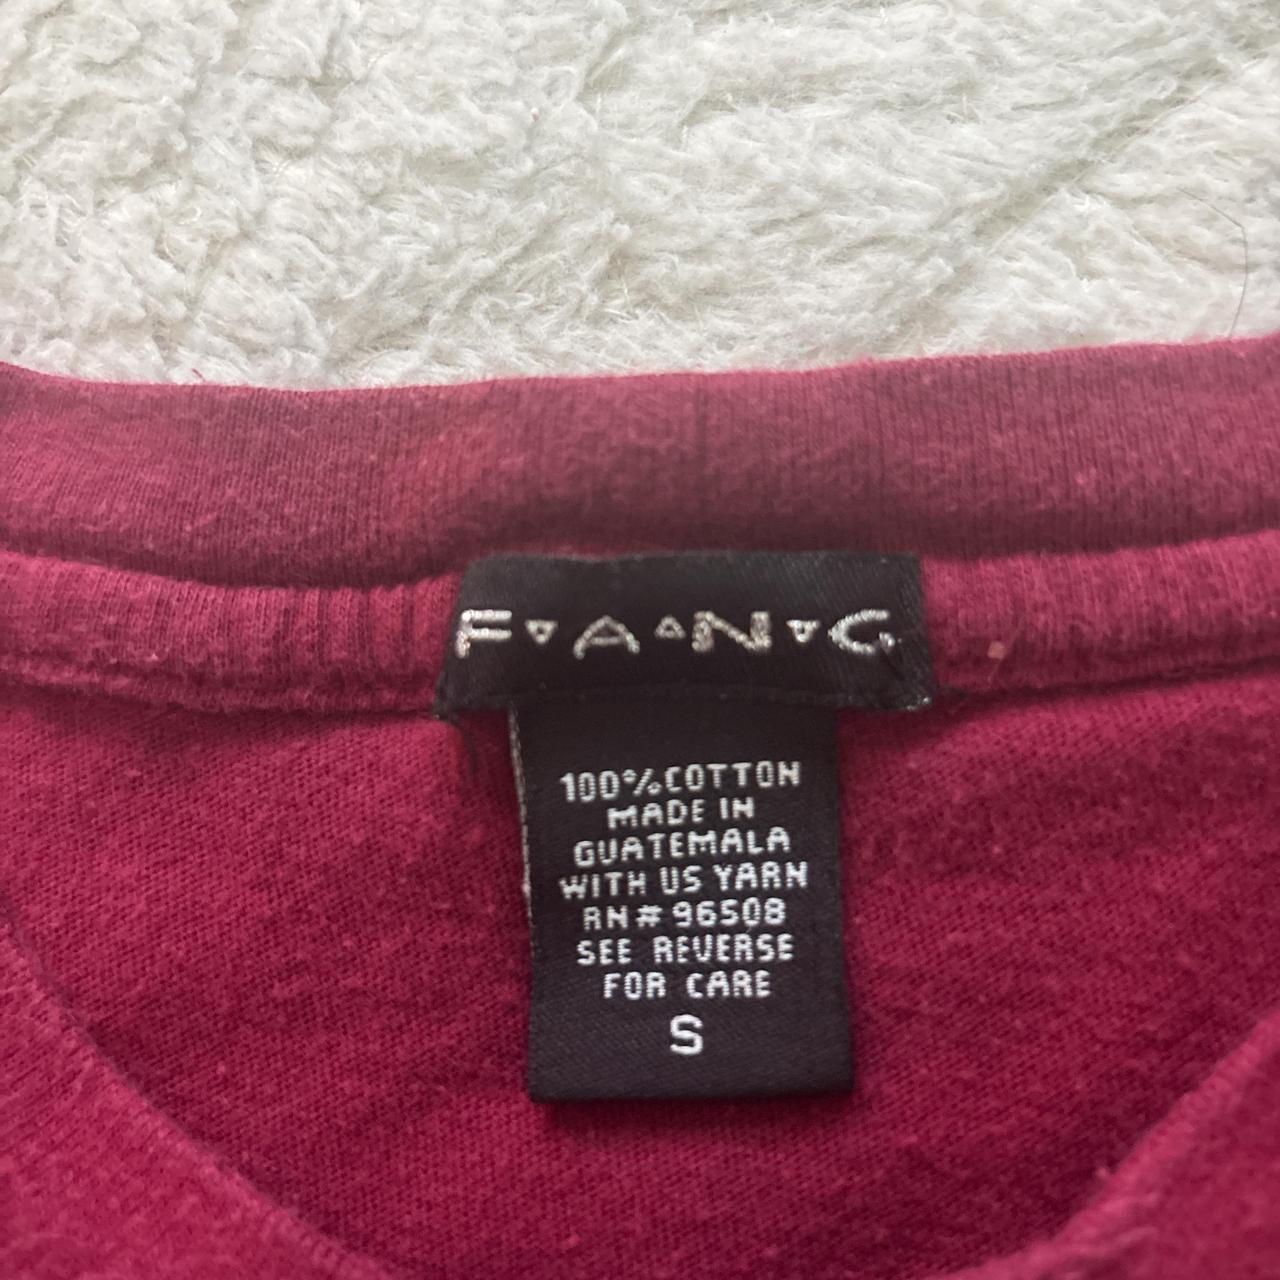 F▾A▵N▾G
100%COTTON
MADE IN
GUATEMALA
WITH US YARN
RN# 96508
SEE REVERSE
FOR CARE
S